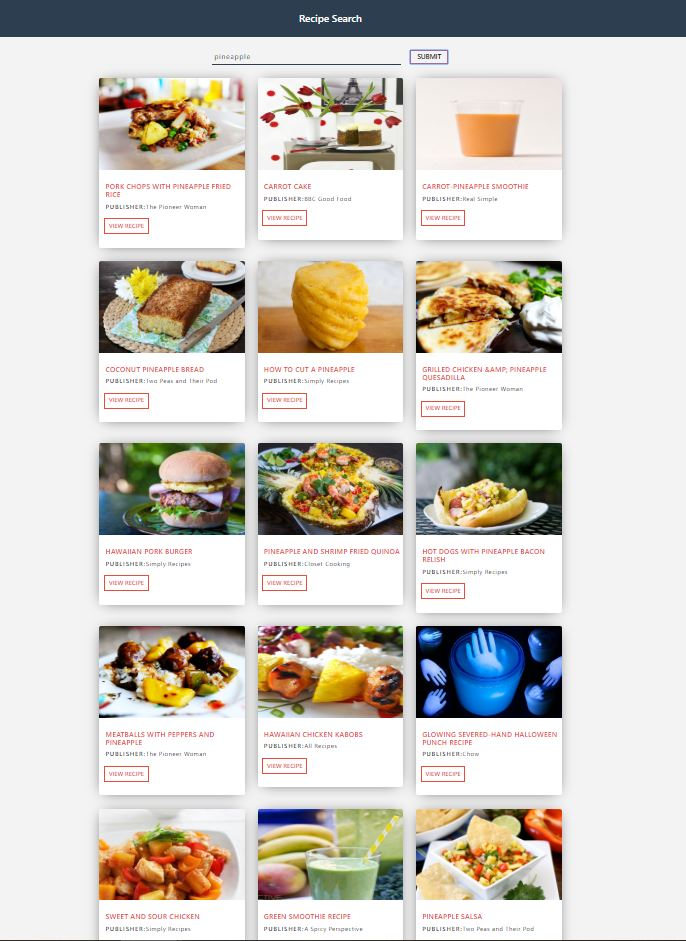 Recipe Search
pineapple
SUBMIT
PORK CHOPS WITH PINEAPPLE FRIED
RICE
PUBLISHER:The Pioneer Woman
VIEW RECIPE
CARROT CAKE
PUBLISHER:BBC Good Food
VIEW RECIPE
CARROT-PINEAPPLE SMOOTHIE
PUBLISHER:Real Simple
VIEW RECIPE
COCONUT PINEAPPLE BREAD
PUBLISHER:Two Peas and Their Pod
VIEW RECIPE
HOW TO CUT A PINEAPPLE
PUBLISHER:Simply Recipes
VIEW RECIPE
GRILLED CHICKEN &AMP; PINEAPPLE
QUESADILLA
PUBLISHER:The Pioneer Woman
VIEW RECIPE
HAWAIIAN PORK BURGER
PUBLISHER:Simply Recipes
VIEW RECIPE
PINEAPPLE AND SHRIMP FRIED QUINOA
PUBLISHER:Closet Cooking
VIEW RECIPE
HOT DOGS WITH PINEAPPLE BACON
RELISH
PUBLISHER:Simply Recipes
VIEW RECIPE
MEATBALLS WITH PEPPERS AND
PINEAPPLE
PUBLISHER:The Pioneer Woman
VIEW RECIPE
HAWAIIAN CHICKEN KABOBS
PUBLISHER:All Recipes
VIEW RECIPE
GLOWING SEVERED-HAND HALLOWEEN
PUNCH RECIPE
PUBLISHER:Chow
VIEW RECIPE
SWEET AND SOUR CHICKEN
PUBLISHER:Simply Recipes
GREEN SMOOTHIE RECIPE
PUBLISHER:A Spicy Perspective
PINEAPPLE SALSA
PUBLISHER:Two Peas and Their Pod